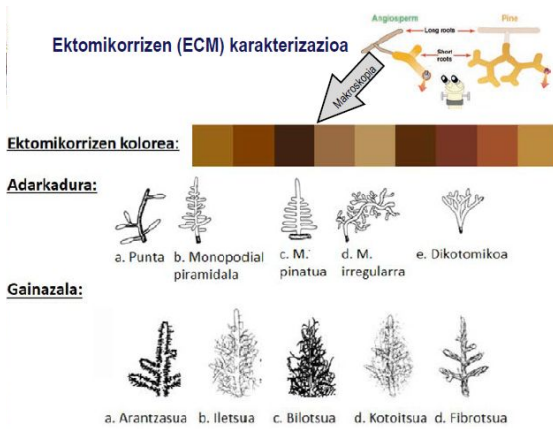 Ektomikorrizen (ECM) karakterizazioa
Angiosperm
Pine
Long roots
Short roots
Makroskopia
Ektomikorrizen kolorea:
Adarkadura:
a. Punta
b. Monopodial piramidala
c. M. pinatua
d. M. irregularra
e. Dikotomikoa
Gainazala:
a. Arantzasua
b. Iletsua
c. Bilotsua
d. Kotoitsua
d. Fibrotsua